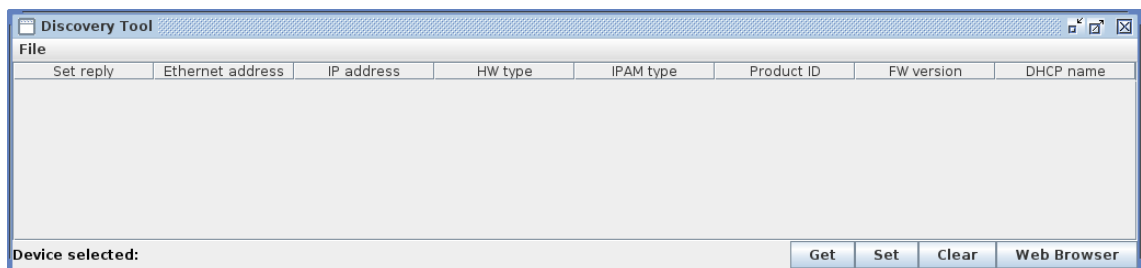 Discovery Tool
File
Set reply Ethernet address IP address HW type IPAM type Product ID FW version DHCP name
Device selected: Get Set Clear Web Browser